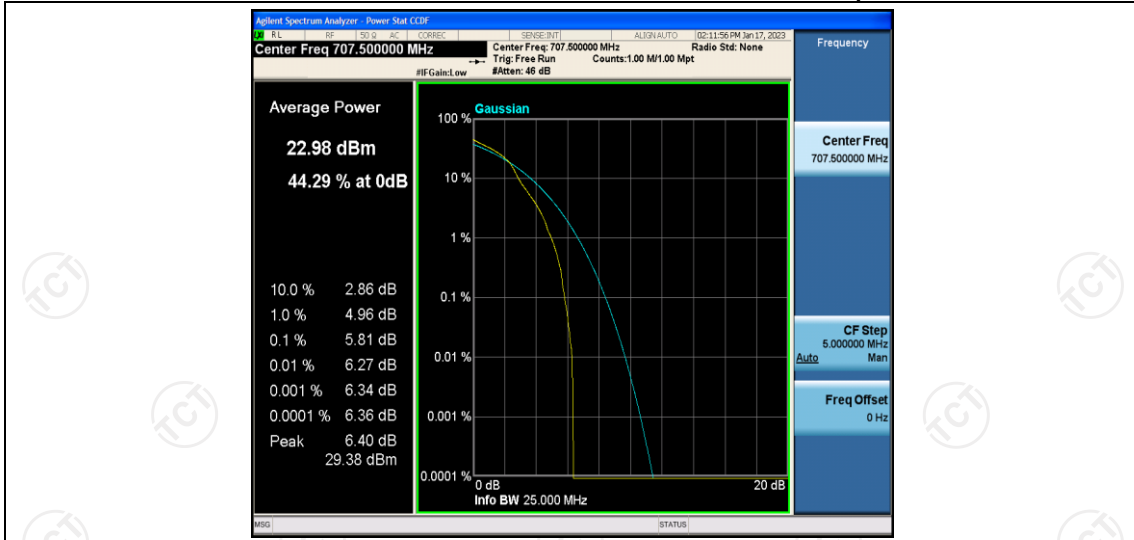 Agilent Spectrum Analyzer - Power Stat CCDF
LXI RL RF 50 Ω AC CORREC SENSE:INT ALIGN AUTO 02:11:56 PM Jan 17, 2023
Center Freq 707.500000 MHz
Center Freq: 707.500000 MHz Radio Std: None
Trig: Free Run Counts:1.00 M/1.00 Mpt
#IFGain:Low #Atten: 46 dB
Frequency
Average Power
22.98 dBm
44.29 % at 0dB
10.0 % 2.86 dB
1.0 % 4.96 dB
0.1 % 5.81 dB
0.01 % 6.27 dB
0.001 % 6.34 dB
0.0001 % 6.36 dB
Peak 6.40 dB
29.38 dBm
Gaussian
100 %
10 %
1 %
0.1 %
0.01 %
0.001 %
0.0001 %
0 dB 20 dB
Info BW 25.000 MHz
Center Freq
707.500000 MHz
CF Step
5.000000 MHz
Auto Man
Freq Offset
0 Hz
MSG STATUS
TCT
TCT
TCT
TCT